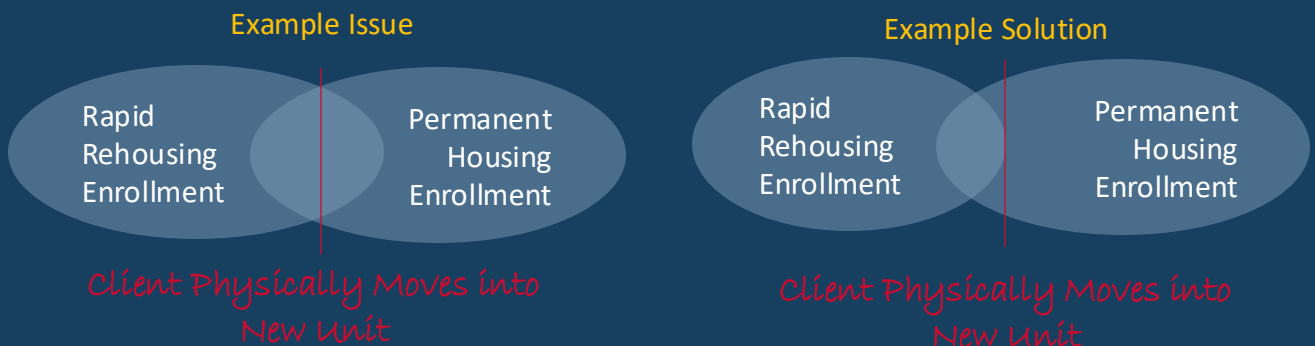 Example Issue
Rapid
Rehousing
Enrollment
Permanent
Housing
Enrollment
Client Physically Moves into
New Unit
Example Solution
Rapid
Rehousing
Enrollment
Permanent
Housing
Enrollment
Client Physically Moves into
New Unit